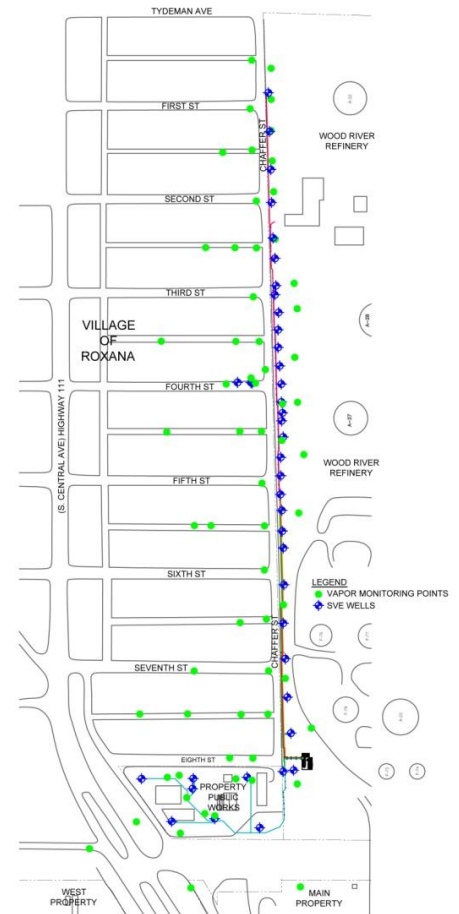 TYDEMAN AVE
FIRST ST
CHAFFER ST
WOOD RIVER
REFINERY
SECOND ST
THIRD ST
VILLAGE
OF
ROXANA
FOURTH ST
(S. CENTRAL AVE) HIGHWAY 111
A-27
WOOD RIVER
REFINERY
FIFTH ST
SIXTH ST
LEGEND
VAPOR MONITORING POINTS
SVE WELLS
CHAFFER ST
SEVENTH ST
EIGHTH ST
PROPERTY
PUBLIC
WORKS
WEST
PROPERTY
MAIN
PROPERTY